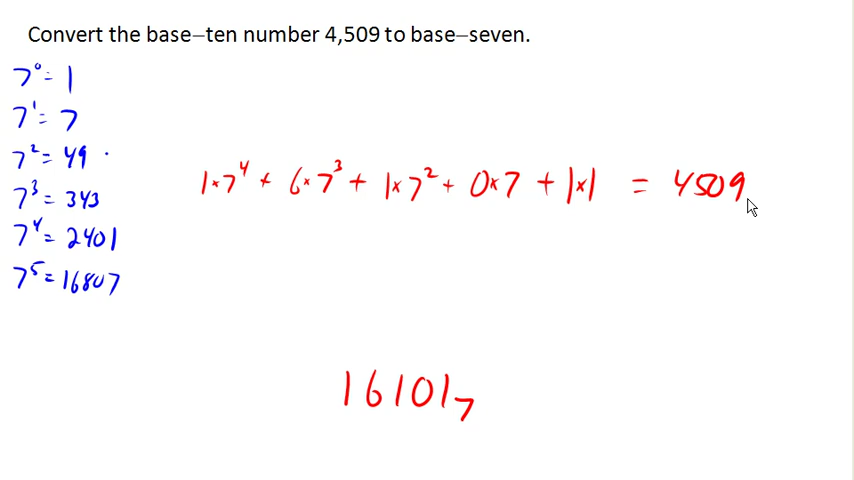 Convert the base–ten number 4,509 to base–seven.
7⁰ = 1
7¹ = 7
7² = 49
1×7⁴ + 6×7³ + 1×7² + 0×7 + 1×1 = 4509
7³ = 343
7⁴ = 2401
7⁵ = 16807
16101₇